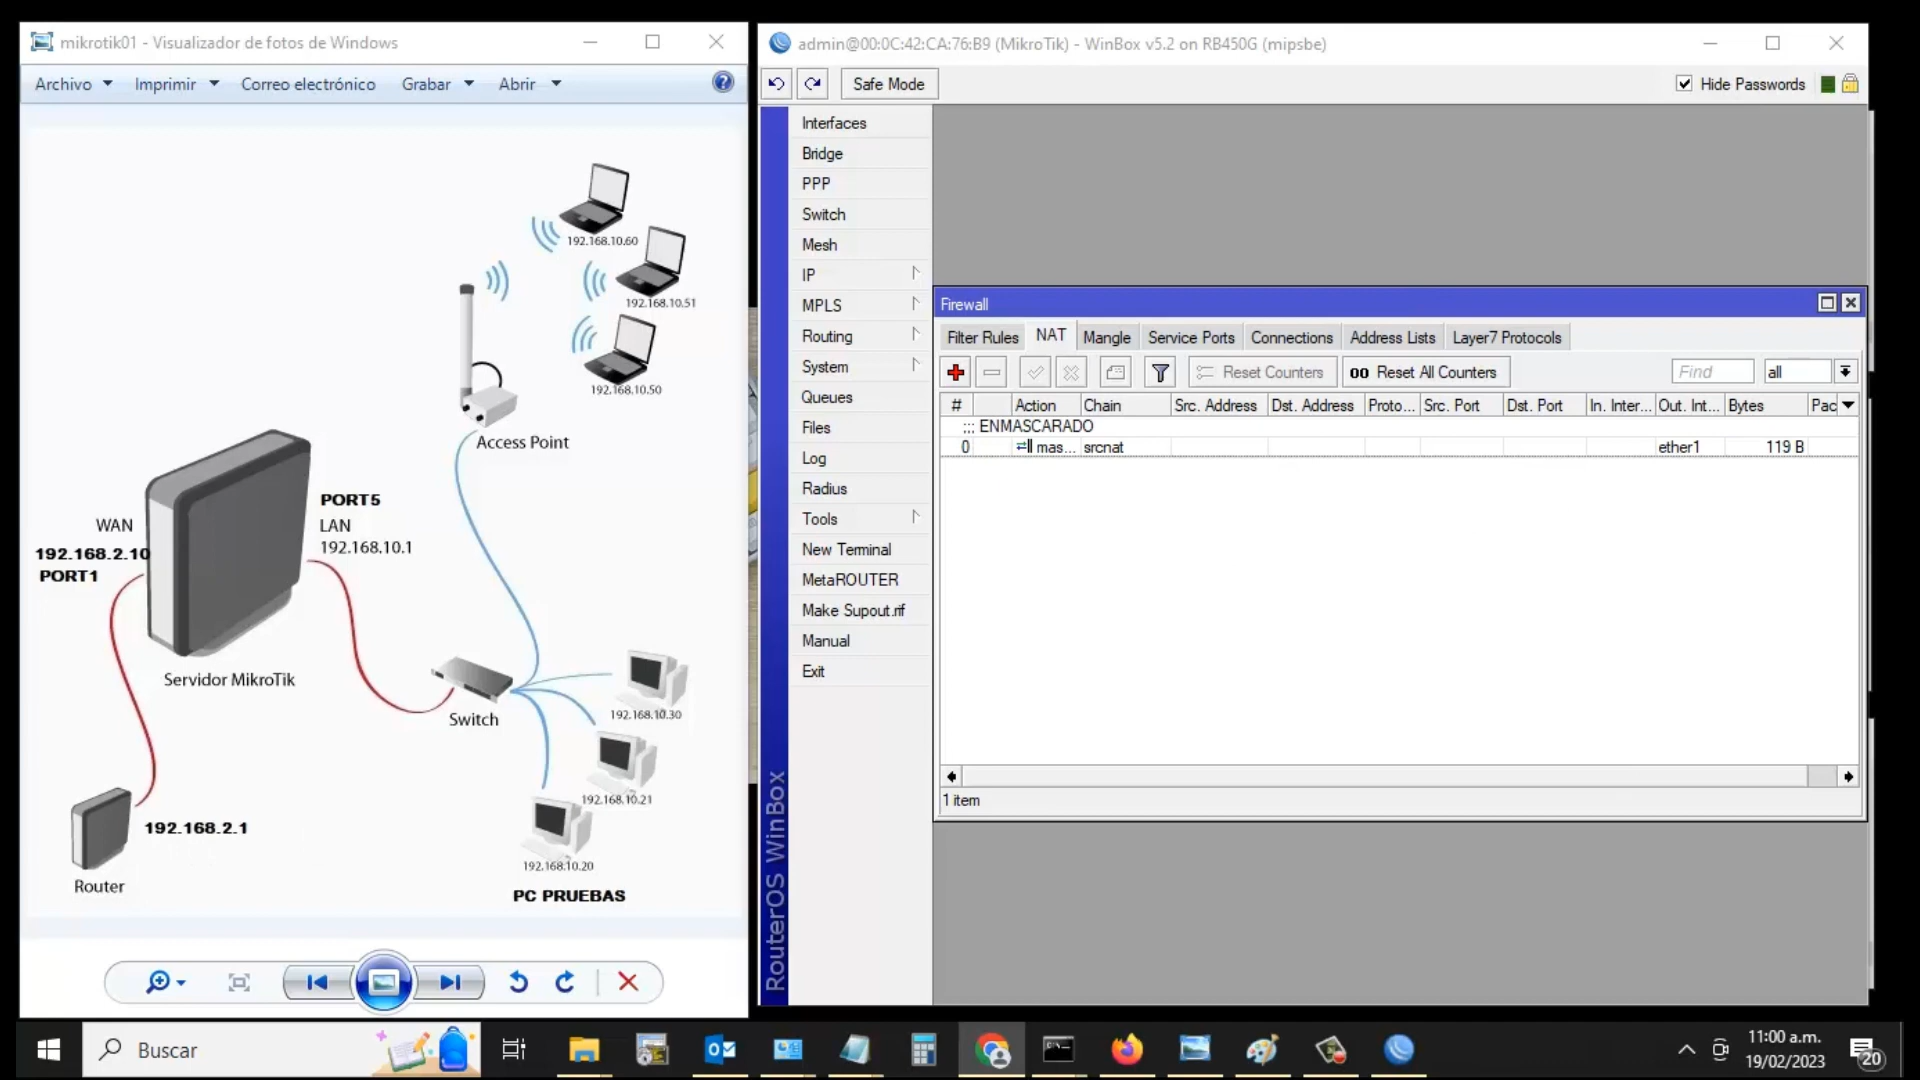 mikrotik01 - Visualizador de fotos de Windows
Archivo Imprimir Correo electrónico Grabar Abrir
192.168.10.60
192.168.10.51
192.168.10.50
Access Point
PORT5
WAN
LAN
192.168.2.10
192.168.10.1
PORT1
Servidor MikroTik
Switch
192.168.10.30
192.168.10.21
192.168.2.1
192.168.10.20
Router
PC PRUEBAS
admin@00:0C:42:CA:76:B9 (MikroTik) - WinBox v5.2 on RB450G (mipsbe)
Safe Mode
Hide Passwords
Interfaces
Bridge
PPP
Switch
Mesh
IP
MPLS
Routing
System
Queues
Files
Log
Radius
Tools
New Terminal
MetaROUTER
Make Supout.rif
Manual
Exit
RouterOS WinBox
Firewall
Filter Rules NAT Mangle Service Ports Connections Address Lists Layer7 Protocols
Reset Counters 00 Reset All Counters Find all
# Action Chain Src. Address Dst. Address Proto... Src. Port Dst. Port In. Inter... Out. Int... Bytes Pac
::: ENMASCARADO
0 mas... srcnat ether1 119 B
1 item
Buscar
11:00 a.m.
19/02/2023
20